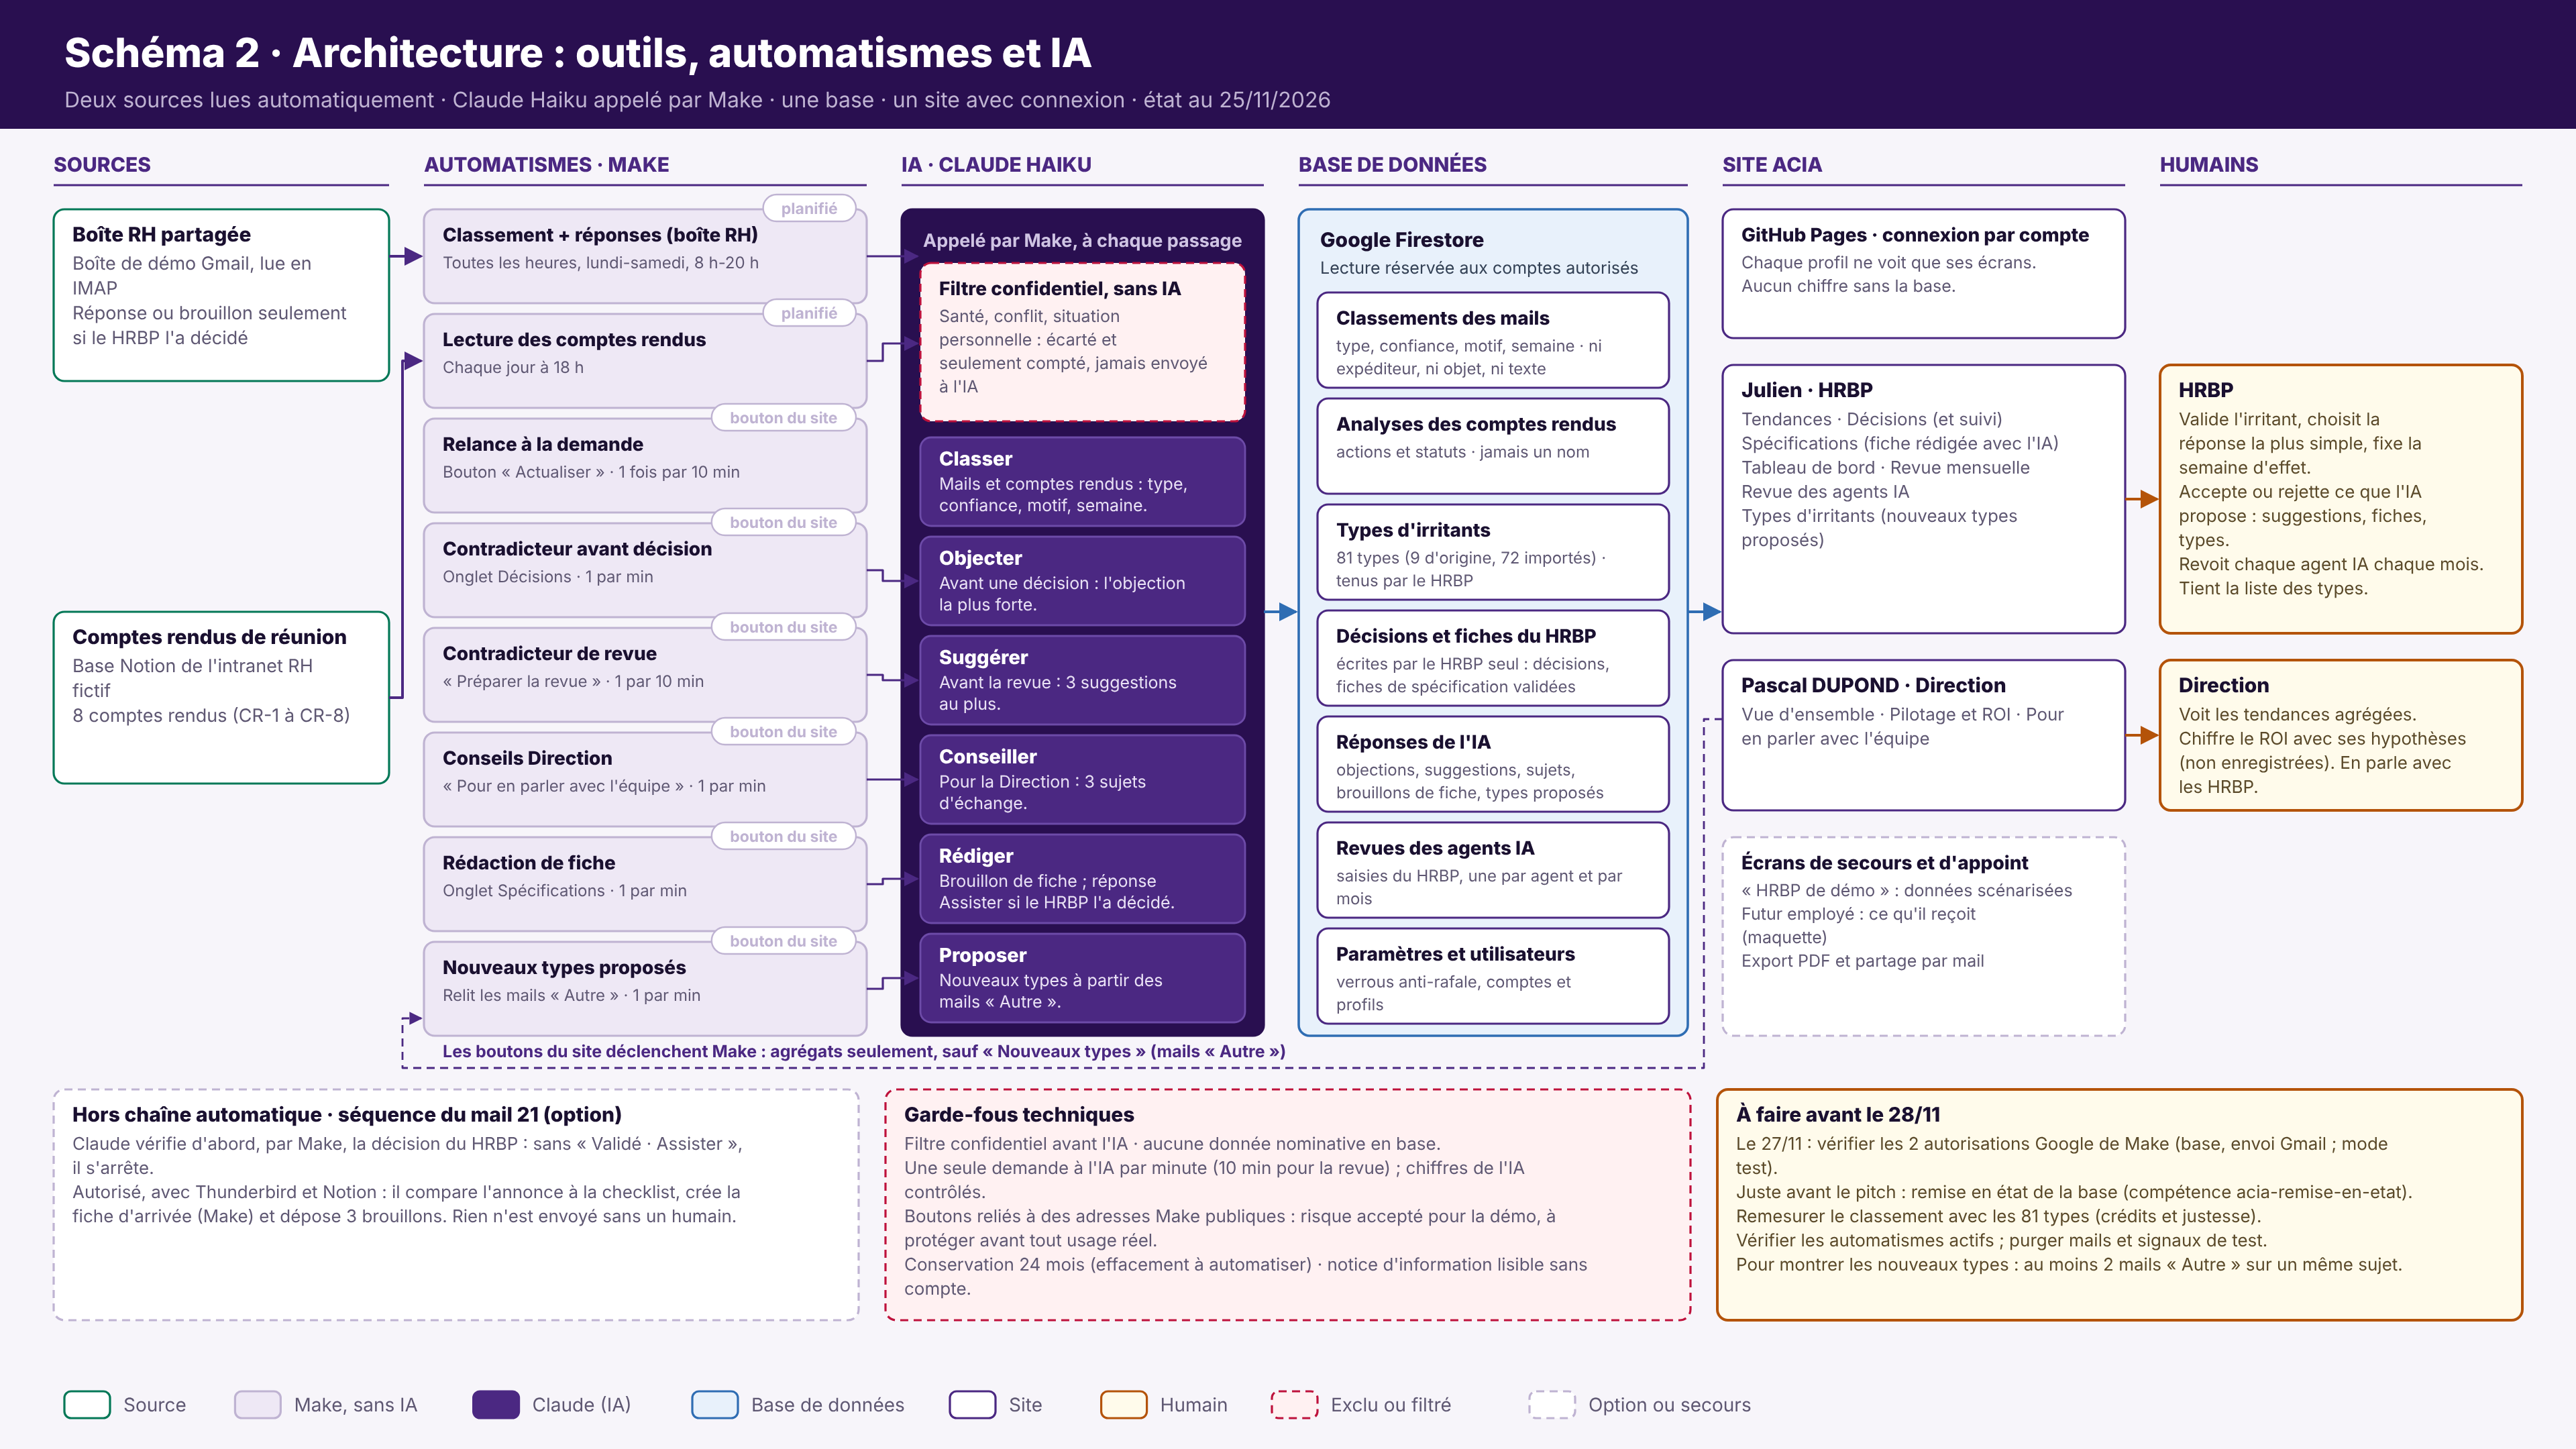 Schéma 2 · Architecture : outils, automatismes et IA
Deux sources lues automatiquement · Claude Haiku appelé par Make · une base · un site avec connexion · état au 25/11/2026
SOURCES
Boîte RH partagée
Boîte de démo Gmail, lue en
IMAP
Réponse ou brouillon seulement
si le HRBP l'a décidé
Comptes rendus de réunion
Base Notion de l'intranet RH
fictif
8 comptes rendus (CR-1 à CR-8)
AUTOMATISMES · MAKE
planifié
Classement + réponses (boîte RH)
Toutes les heures, lundi-samedi, 8 h-20 h
planifié
Lecture des comptes rendus
Chaque jour à 18 h
bouton du site
Relance à la demande
Bouton « Actualiser » · 1 fois par 10 min
bouton du site
Contradicteur avant décision
Onglet Décisions · 1 par min
bouton du site
Contradicteur de revue
« Préparer la revue » · 1 par 10 min
bouton du site
Conseils Direction
« Pour en parler avec l'équipe » · 1 par min
bouton du site
Rédaction de fiche
Onglet Spécifications · 1 par min
bouton du site
Nouveaux types proposés
Relit les mails « Autre » · 1 par min
IA · CLAUDE HAIKU
Appelé par Make, à chaque passage
Filtre confidentiel, sans IA
Santé, conflit, situation
personnelle : écarté et
seulement compté, jamais envoyé
à l'IA
Classer
Mails et comptes rendus : type,
confiance, motif, semaine.
Objecter
Avant une décision : l'objection
la plus forte.
Suggérer
Avant la revue : 3 suggestions
au plus.
Conseiller
Pour la Direction : 3 sujets
d'échange.
Rédiger
Brouillon de fiche ; réponse
Assister si le HRBP l'a décidé.
Proposer
Nouveaux types à partir des
mails « Autre ».
BASE DE DONNÉES
Google Firestore
Lecture réservée aux comptes autorisés
Classements des mails
type, confiance, motif, semaine · ni
expéditeur, ni objet, ni texte
Analyses des comptes rendus
actions et statuts · jamais un nom
Types d'irritants
81 types (9 d'origine, 72 importés) ·
tenus par le HRBP
Décisions et fiches du HRBP
écrites par le HRBP seul : décisions,
fiches de spécification validées
Réponses de l'IA
objections, suggestions, sujets,
brouillons de fiche, types proposés
Revues des agents IA
saisies du HRBP, une par agent et par
mois
Paramètres et utilisateurs
verrous anti-rafale, comptes et
profils
SITE ACIA
GitHub Pages · connexion par compte
Chaque profil ne voit que ses écrans.
Aucun chiffre sans la base.
Julien · HRBP
Tendances · Décisions (et suivi)
Spécifications (fiche rédigée avec l'IA)
Tableau de bord · Revue mensuelle
Revue des agents IA
Types d'irritants (nouveaux types
proposés)
Pascal DUPOND · Direction
Vue d'ensemble · Pilotage et ROI · Pour
en parler avec l'équipe
Écrans de secours et d'appoint
« HRBP de démo » : données scénarisées
Futur employé : ce qu'il reçoit
(maquette)
Export PDF et partage par mail
HUMAINS
HRBP
Valide l'irritant, choisit la
réponse la plus simple, fixe la
semaine d'effet.
Accepte ou rejette ce que l'IA
propose : suggestions, fiches,
types.
Revoit chaque agent IA chaque mois.
Tient la liste des types.
Direction
Voit les tendances agrégées.
Chiffre le ROI avec ses hypothèses
(non enregistrées). En parle avec
les HRBP.
Les boutons du site déclenchent Make : agrégats seulement, sauf « Nouveaux types » (mails « Autre »)
Hors chaîne automatique · séquence du mail 21 (option)
Claude vérifie d'abord, par Make, la décision du HRBP : sans « Validé · Assister »,
il s'arrête.
Autorisé, avec Thunderbird et Notion : il compare l'annonce à la checklist, crée la
fiche d'arrivée (Make) et dépose 3 brouillons. Rien n'est envoyé sans un humain.
Garde-fous techniques
Filtre confidentiel avant l'IA · aucune donnée nominative en base.
Une seule demande à l'IA par minute (10 min pour la revue) ; chiffres de l'IA
contrôlés.
Boutons reliés à des adresses Make publiques : risque accepté pour la démo, à
protéger avant tout usage réel.
Conservation 24 mois (effacement à automatiser) · notice d'information lisible sans
compte.
À faire avant le 28/11
Le 27/11 : vérifier les 2 autorisations Google de Make (base, envoi Gmail ; mode
test).
Juste avant le pitch : remise en état de la base (compétence acia-remise-en-etat).
Remesurer le classement avec les 81 types (crédits et justesse).
Vérifier les automatismes actifs ; purger mails et signaux de test.
Pour montrer les nouveaux types : au moins 2 mails « Autre » sur un même sujet.
Source
Make, sans IA
Claude (IA)
Base de données
Site
Humain
Exclu ou filtré
Option ou secours